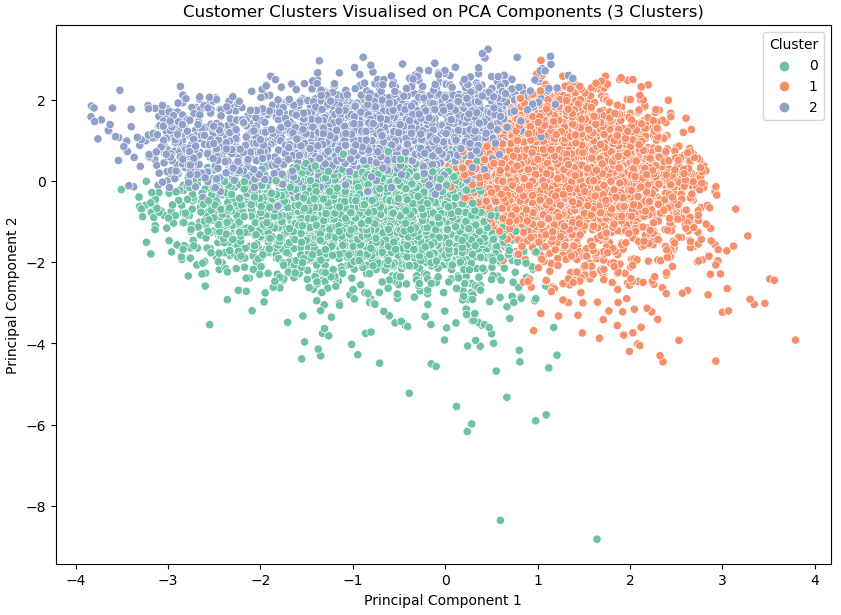 Customer Clusters Visualised on PCA Components (3 Clusters)
Cluster
0
1
2
2
0
−2
−4
−6
−8
Principal Component 2
−4 −3 −2 −1 0 1 2 3 4
Principal Component 1